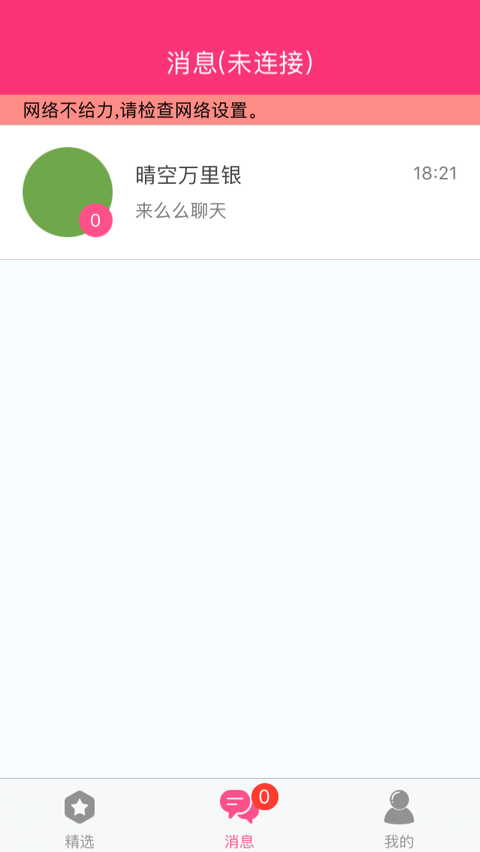 消息(未连接)
网络不给力,请检查网络设置。
晴空万里银
18:21
来么么聊天
0
0
精选
消息
我的